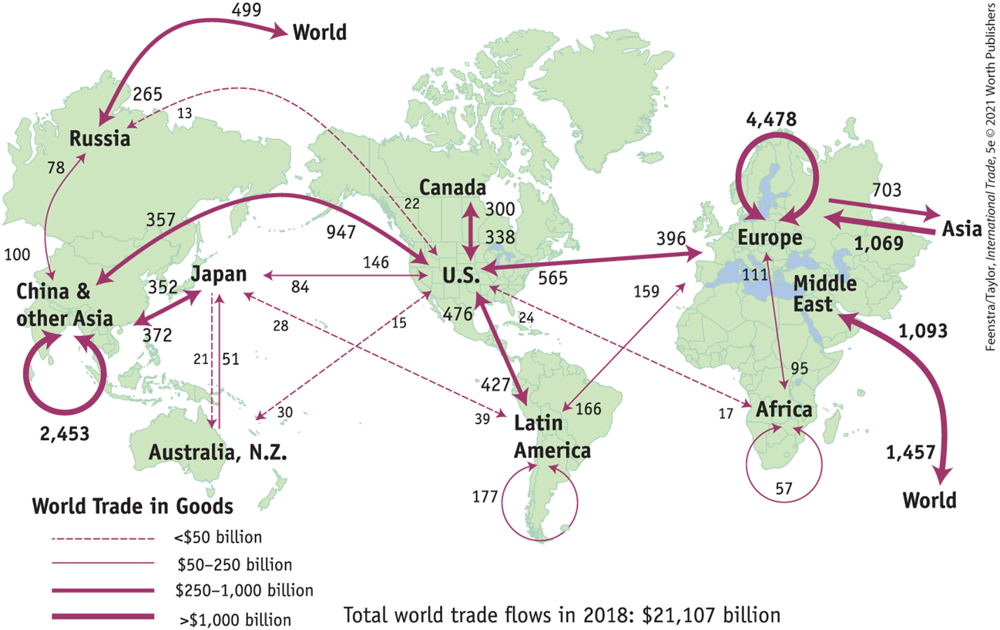 499
World
265
13
Russia
78
4,478
Canada
22
300
338
703
Asia
1,069
357
947
396
Europe
100
Japan
146
U.S.
565
111
352
84
159
Middle
East
China &
other Asia
476
24
28
15
372
1,093
21
51
95
427
30
39
166
17
Africa
2,453
Latin
America
Australia, N.Z.
1,457
177
57
World
World Trade in Goods
<$50 billion
$50–250 billion
$250–1,000 billion
>$1,000 billion
Total world trade flows in 2018: $21,107 billion
Feenstra/Taylor, International Trade, 5e © 2021 Worth Publishers